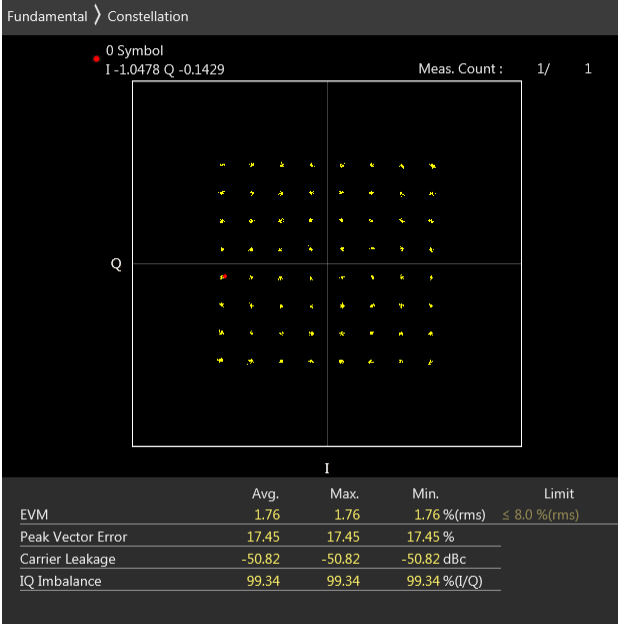 Fundamental 〉 Constellation
0 Symbol
I -1.0478 Q -0.1429
Meas. Count : 1/ 1
Q
I
Avg. Max. Min. Limit
EVM 1.76 1.76 1.76 %(rms) ≤ 8.0 %(rms)
Peak Vector Error 17.45 17.45 17.45 %
Carrier Leakage -50.82 -50.82 -50.82 dBc
IQ Imbalance 99.34 99.34 99.34 %(I/Q)